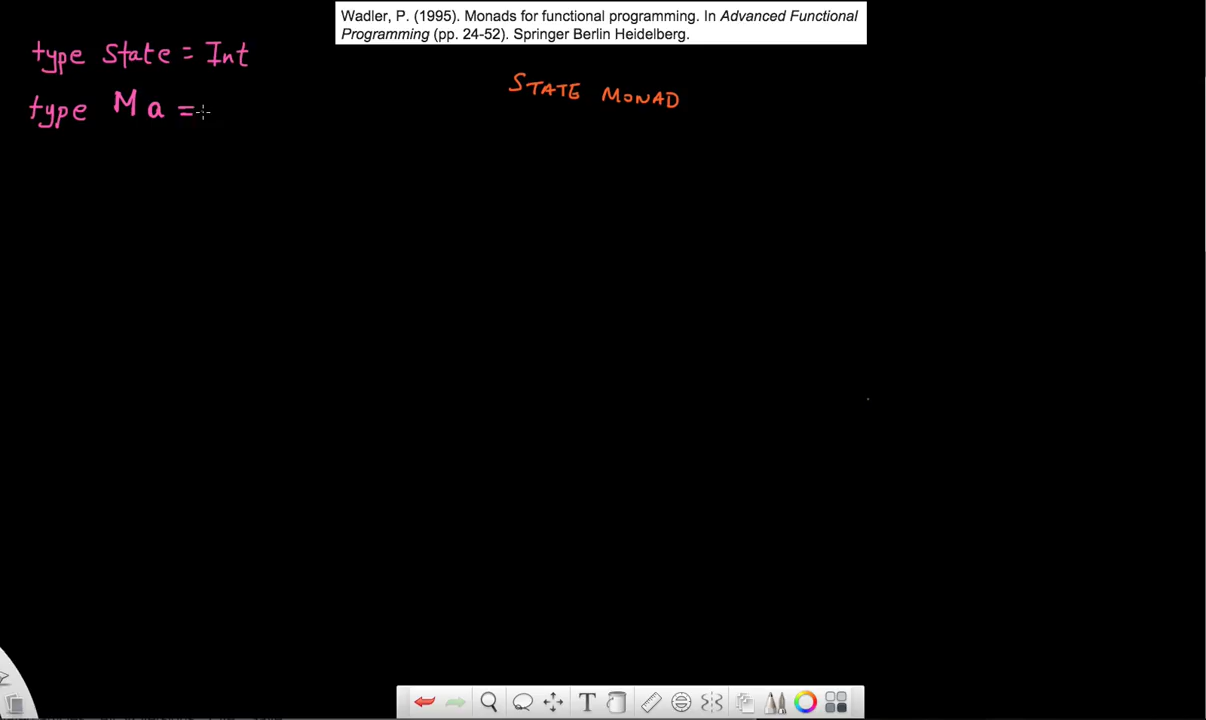 Wadler, P. (1995). Monads for functional programming. In Advanced Functional
Programming (pp. 24-52). Springer Berlin Heidelberg.
type State = Int
STATE MONAD
type M a =
T